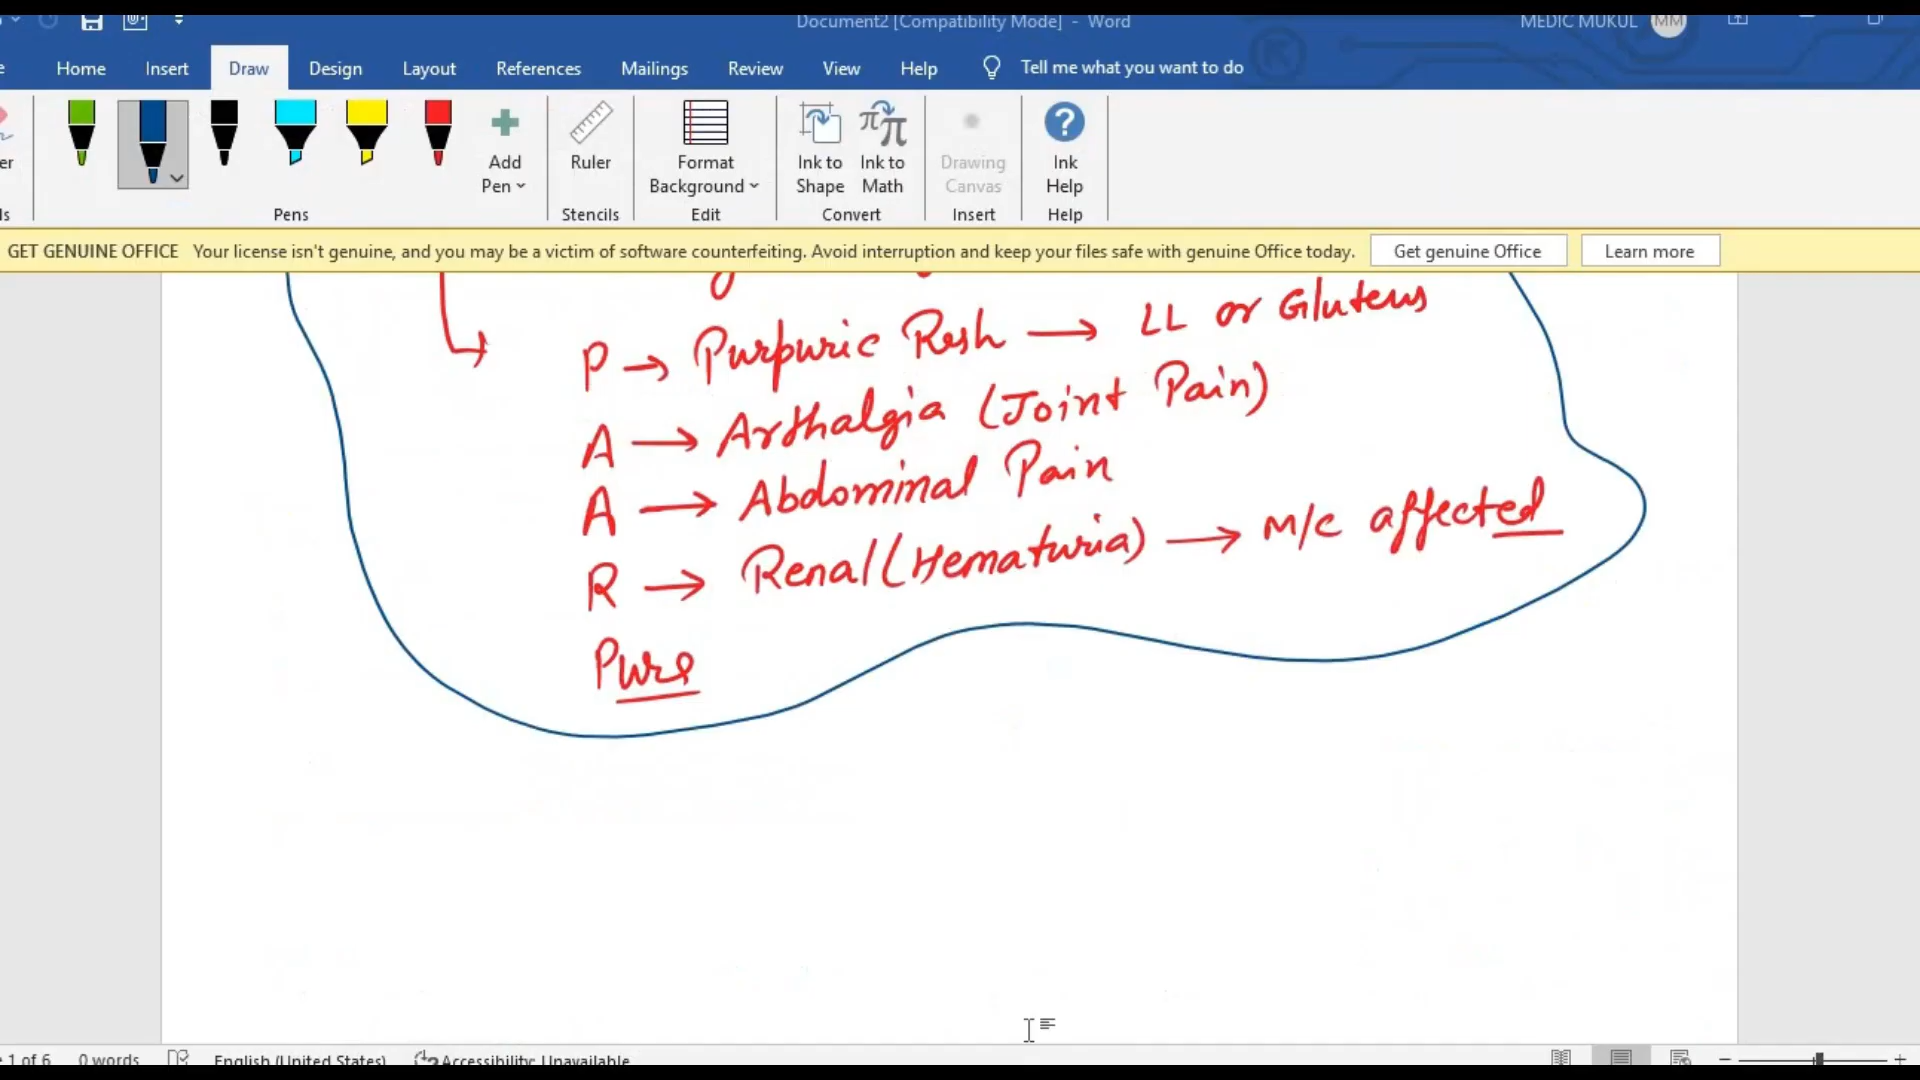 Document2 [Compatibility Mode] - Word
MEDIC MUKUL MM
Home Insert Draw Design Layout References Mailings Review View Help Tell me what you want to do
Add Pen
Ruler
Format Background
Ink to Shape
Ink to Math
Drawing Canvas
Ink Help
Pens Stencils Edit Convert Insert Help
GET GENUINE OFFICE Your license isn't genuine, and you may be a victim of software counterfeiting. Avoid interruption and keep your files safe with genuine Office today. Get genuine Office Learn more
P → Purpuric Resh → LL or Gluteus
A → Arthalgia (Joint Pain)
A → Abdominal Pain
R → Renal (Hematuria) → M/C affected
1 of 6 0 words English (United States) Accessibility: Unavailable